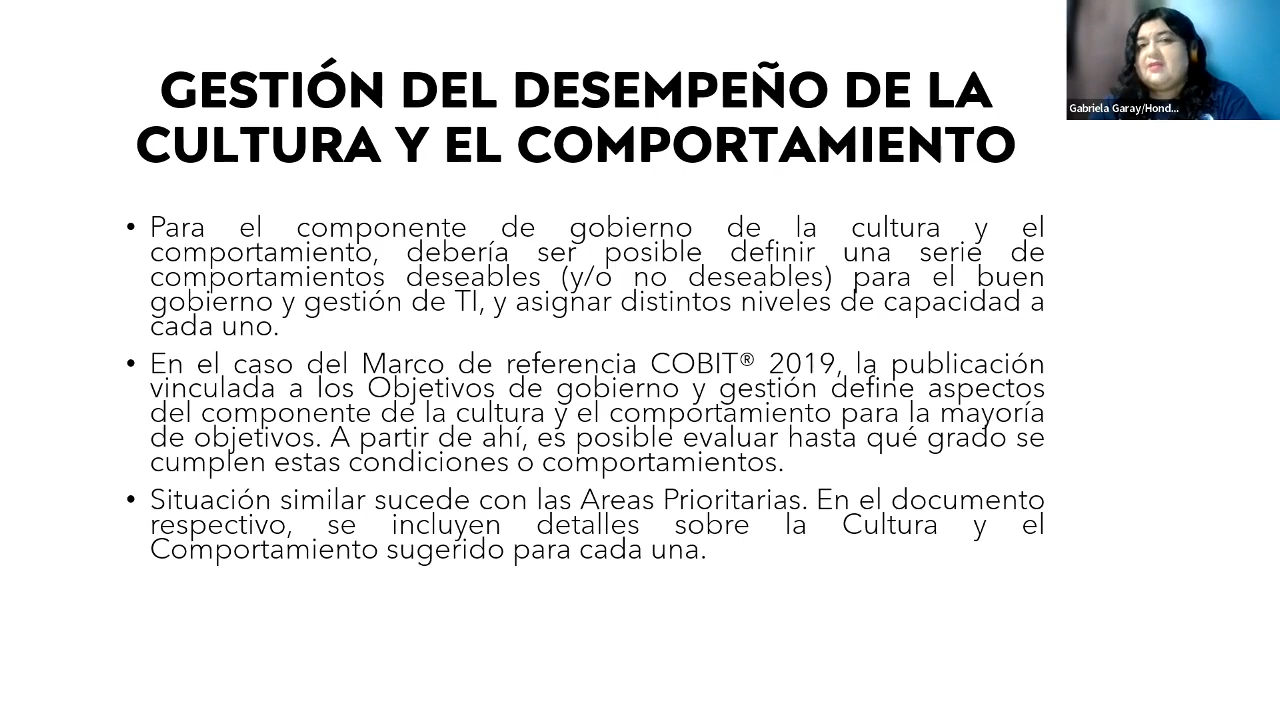 GESTIÓN DEL DESEMPEÑO DE LA
CULTURA Y EL COMPORTAMIENTO
Gabriela Garay/Hond...
• Para el componente de gobierno de la cultura y el
comportamiento, debería ser posible definir una serie de
comportamientos deseables (y/o no deseables) para el buen
gobierno y gestión de TI, y asignar distintos niveles de capacidad a
cada uno.
• En el caso del Marco de referencia COBIT® 2019, la publicación
vinculada a los Objetivos de gobierno y gestión define aspectos
del componente de la cultura y el comportamiento para la mayoría
de objetivos. A partir de ahí, es posible evaluar hasta qué grado se
cumplen estas condiciones o comportamientos.
• Situación similar sucede con las Areas Prioritarias. En el documento
respectivo, se incluyen detalles sobre la Cultura y el
Comportamiento sugerido para cada una.